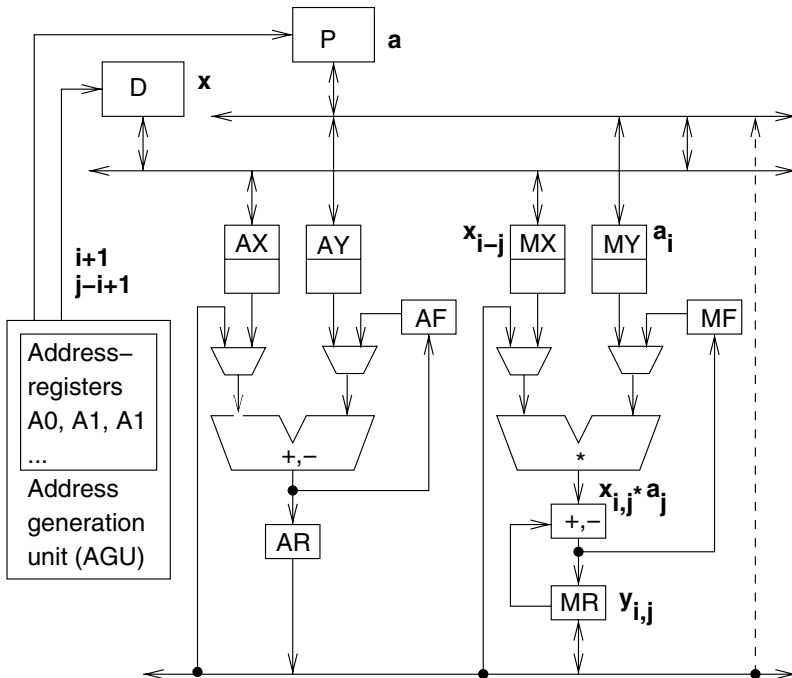 P
a
D
x
AX
AY
x i–j
MX
MY
a i
i+1
j–i+1
AF
MF
Address–
registers
A0, A1, A1
...
Address
generation
unit (AGU)
+,–
*
x i,j * a j
+,–
AR
MR
y i,j